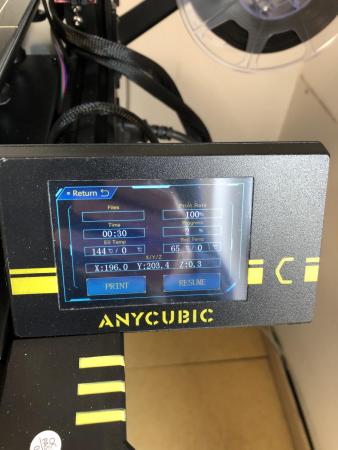 Return
Files
Print Rate
100%
Time
Progress
00:30
%
E0 Temp
Bed Temp
144℃/ 0 ℃
65 ℃/ 0 ℃
X/Y/Z
X:196.0 Y:203.4 Z:0.3
PRINT
RESUME
ANYCUBIC